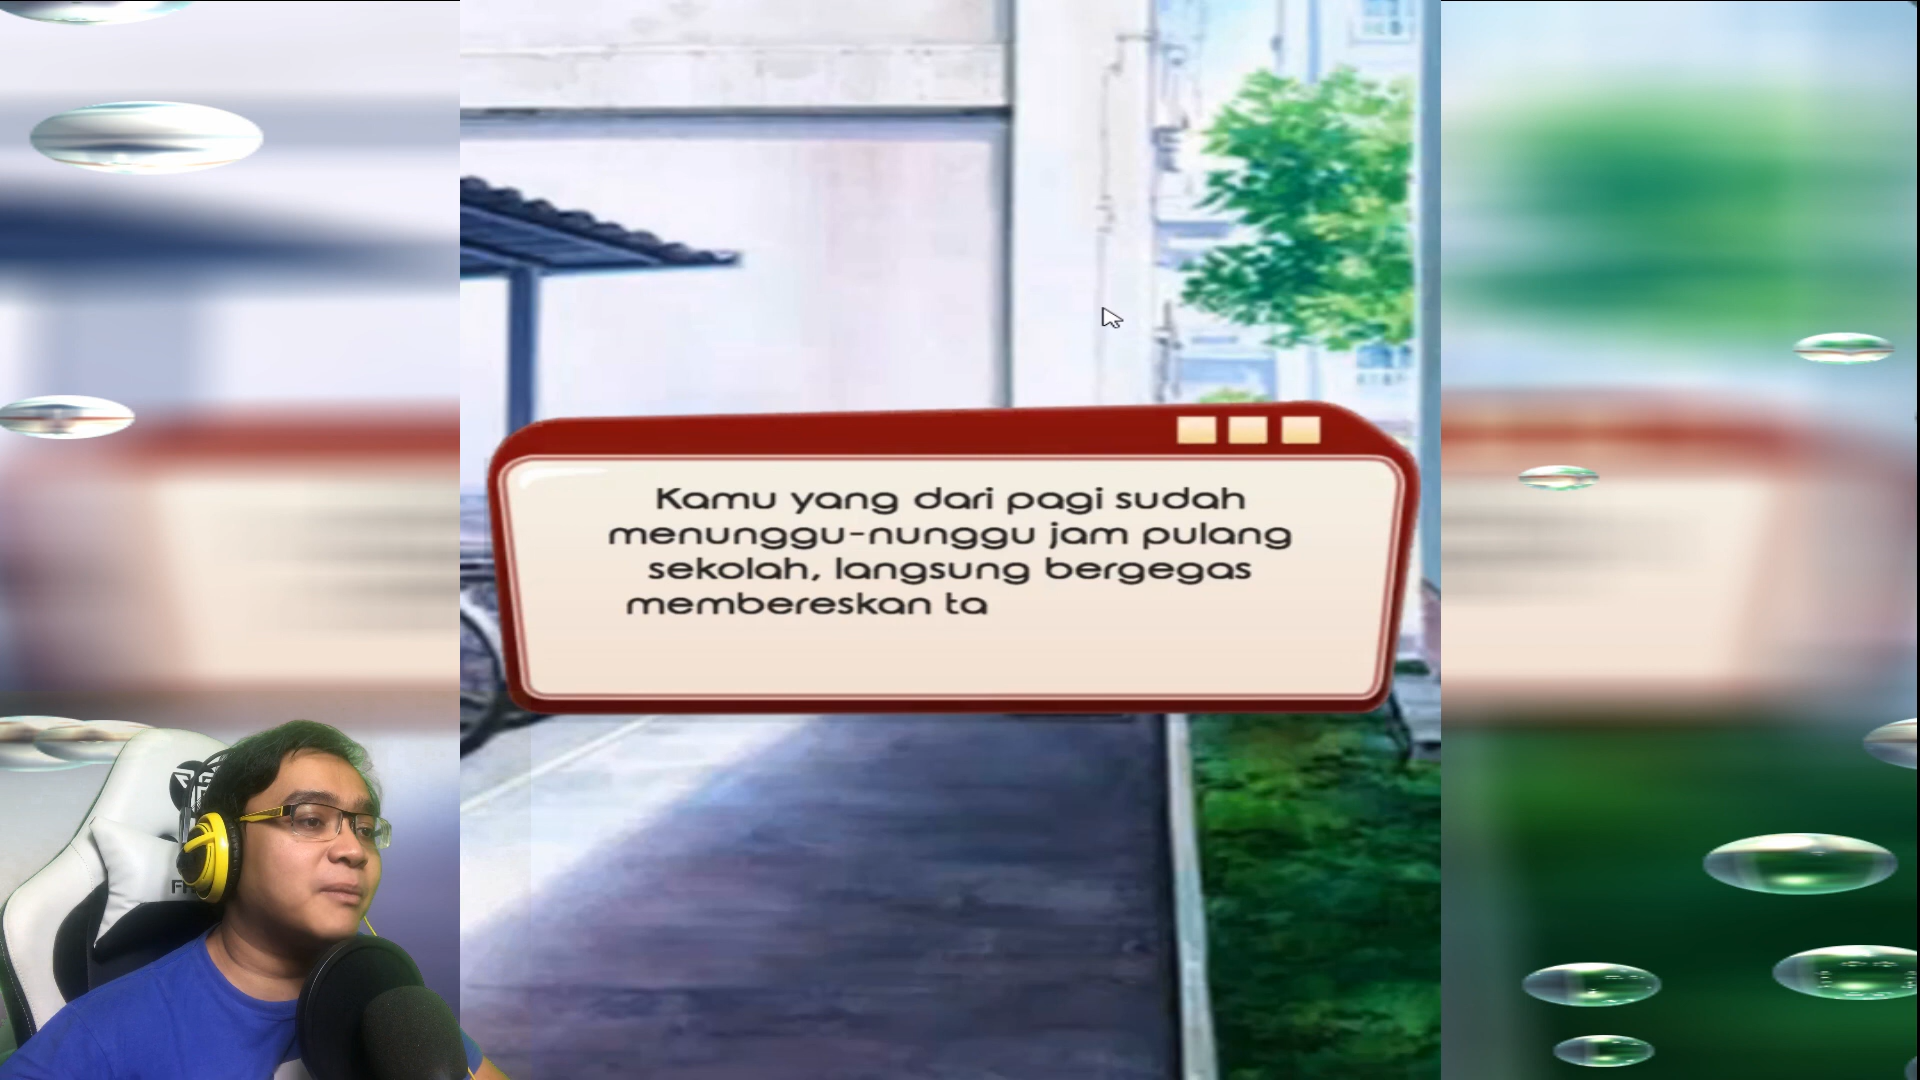 Kamu yang dari pagi sudah
menunggu-nunggu jam pulang
sekolah, langsung bergegas
membereskan ta